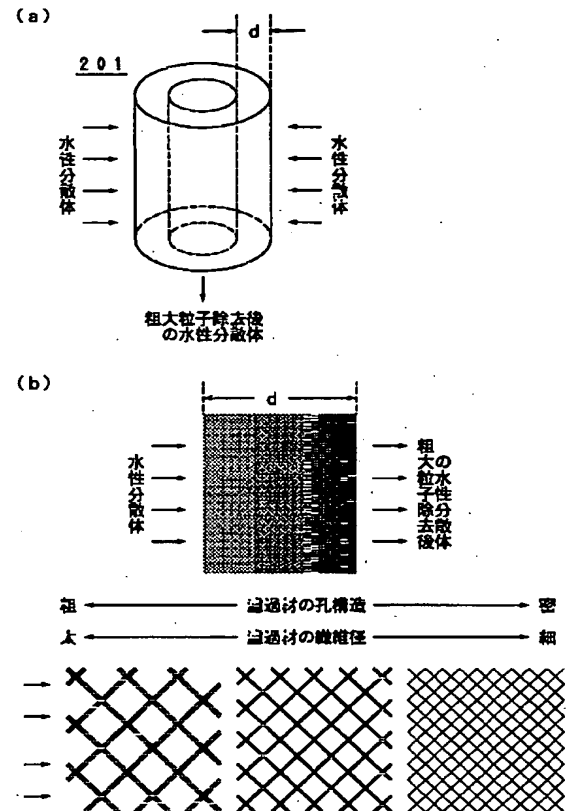 (a)
d
201
水性分散体
水性分散体
粗大粒子除去後
の水性分散体
(b)
d
水性分散体
粗大粒子除去後
の水性分散体
粗 濾過材の孔構造 密
太 濾過材の繊維径 細